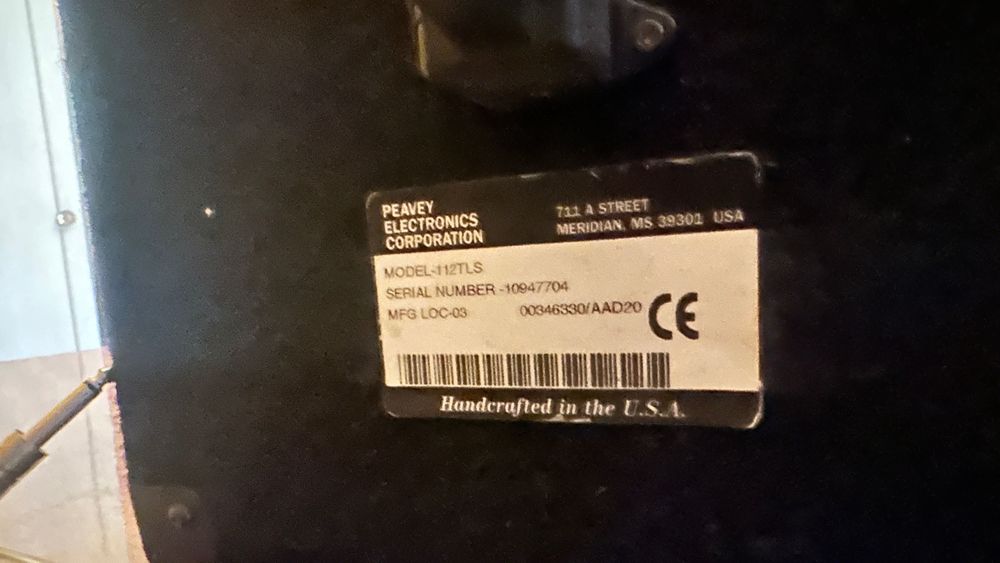 PEAVEY
ELECTRONICS
CORPORATION
711 A STREET
MERIDIAN, MS 39301 USA
MODEL-112TLS
SERIAL NUMBER -10947704
MFG LOC-03 00346330/AAD20
CE
Handcrafted in the U.S.A.